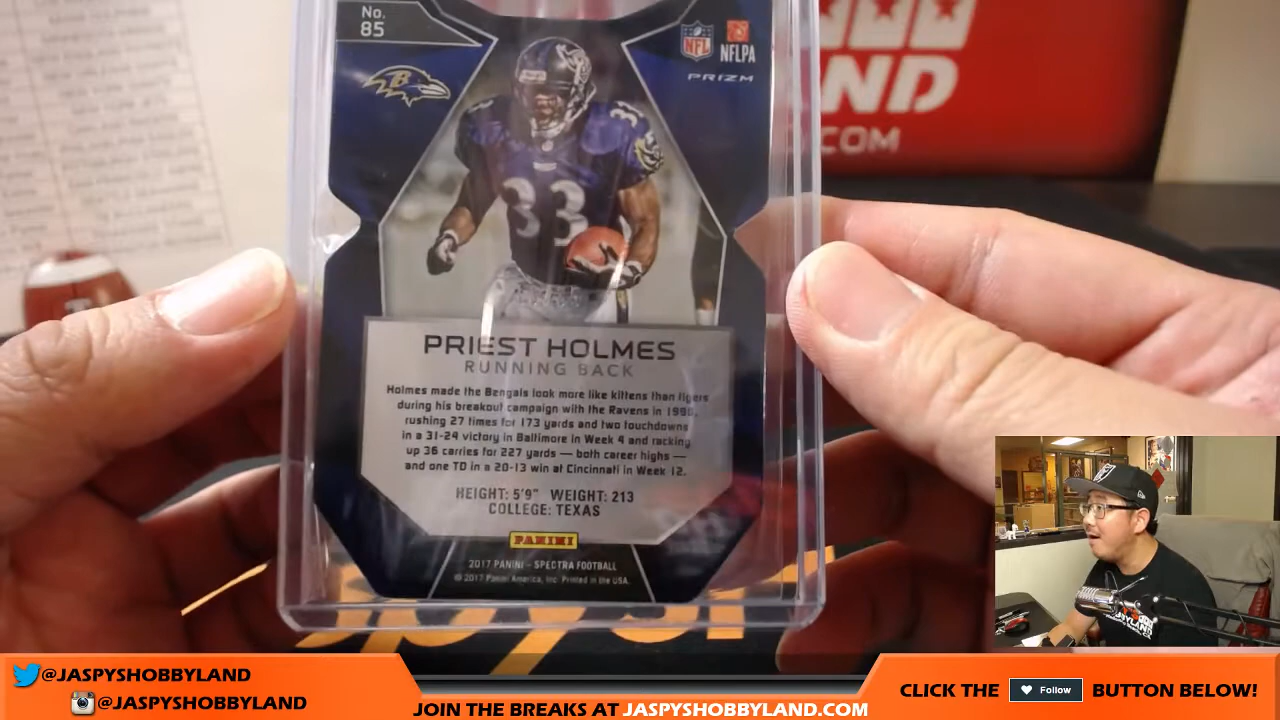 No.
85
NFL
NFLPA
PRIZM
B
33
33
ND
.COM
PRIEST HOLMES
RUNNING BACK
Holmes made the Bengals look more like kittens than tigers
during his breakout campaign with the Ravens in 1998,
rushing 27 times for 173 yards and two touchdowns
in a 31-24 victory in Baltimore in Week 4 and racking
up 36 carries for 227 yards — both career highs —
and one TD in a 20-13 win at Cincinnati in Week 12.
HEIGHT: 5'9" WEIGHT: 213
COLLEGE: TEXAS
PANINI
2017 PANINI - SPECTRA FOOTBALL
© 2017 Panini America, Inc. Printed in the USA.
@JASPYSHOBBYLAND
@JASPYSHOBBYLAND
JOIN THE BREAKS AT JASPYSHOBBYLAND.COM
CLICK THE Follow BUTTON BELOW!